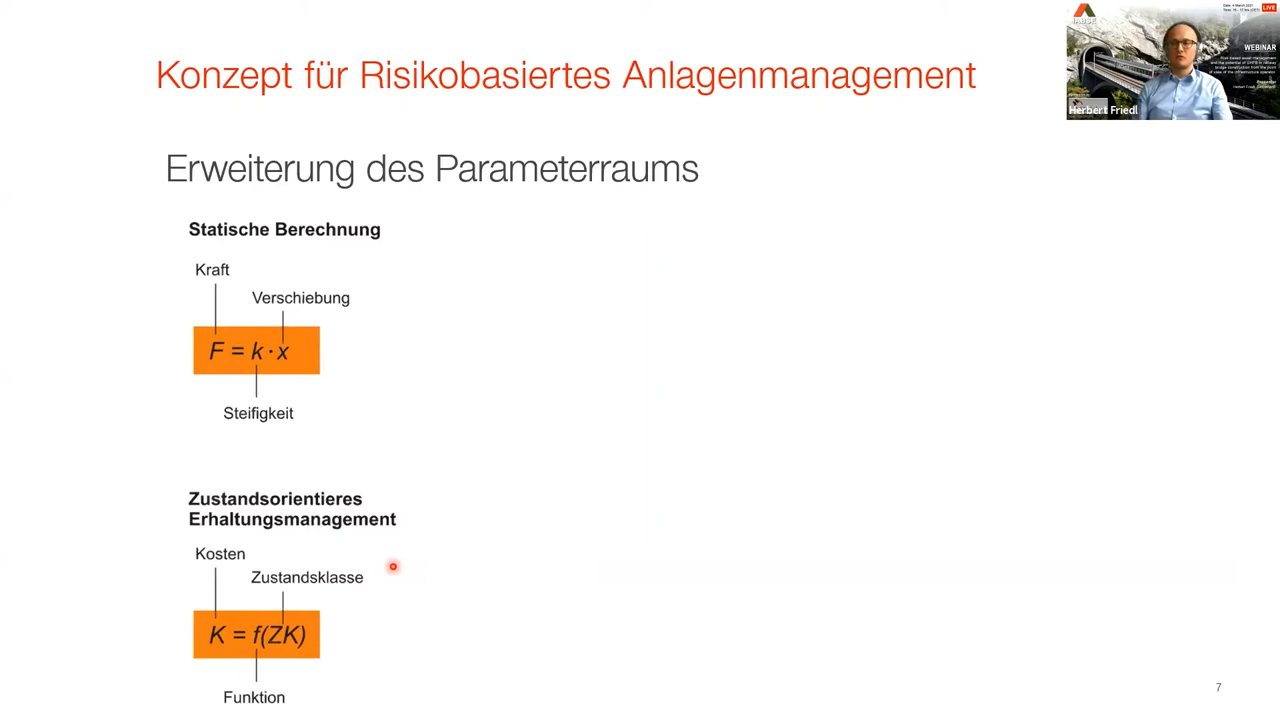 Konzept für Risikobasiertes Anlagenmanagement
Erweiterung des Parameterraums
Statische Berechnung
Kraft
Verschiebung
F = k · x
Steifigkeit
Zustandsorientieres
Erhaltungsmanagement
Kosten
Zustandsklasse
K = f(ZK)
Funktion
7
IABSE
LIVE
WEBINAR
Herbert Friedl